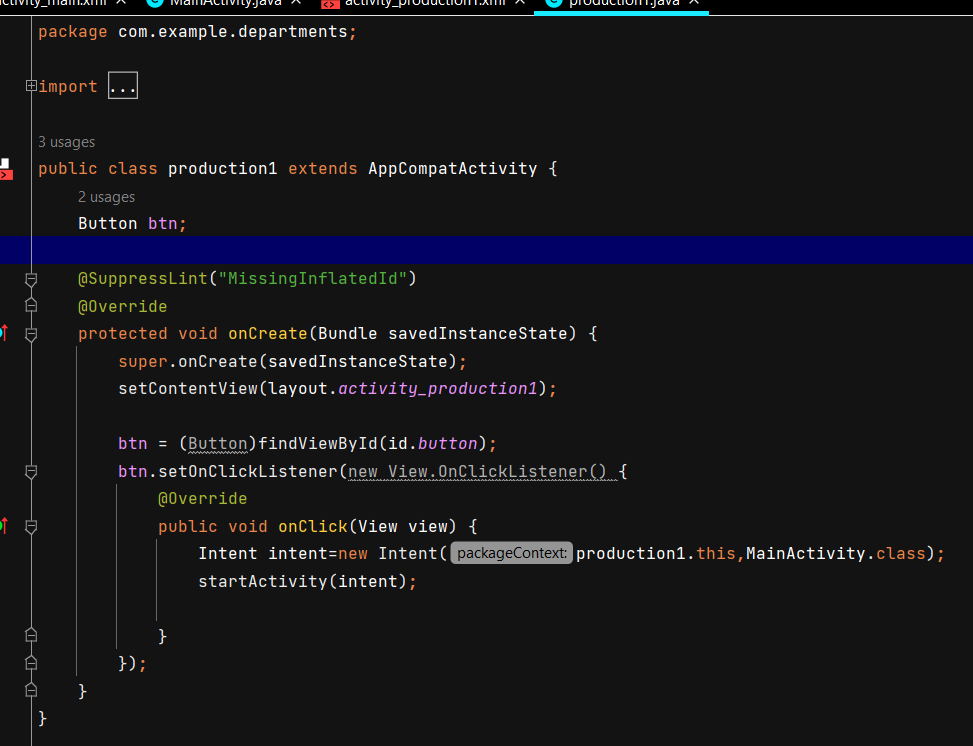 activity_main.xml × MainActivity.java × activity_production1.xml × production1.java ×
package com.example.departments;
import ...
3 usages
public class production1 extends AppCompatActivity {
2 usages
Button btn;
@SuppressLint("MissingInflatedId")
@Override
protected void onCreate(Bundle savedInstanceState) {
super.onCreate(savedInstanceState);
setContentView(layout.activity_production1);
btn = (Button)findViewById(id.button);
btn.setOnClickListener(new View.OnClickListener() {
@Override
public void onClick(View view) {
Intent intent=new Intent( packageContext: production1.this,MainActivity.class);
startActivity(intent);
}
});
}
}